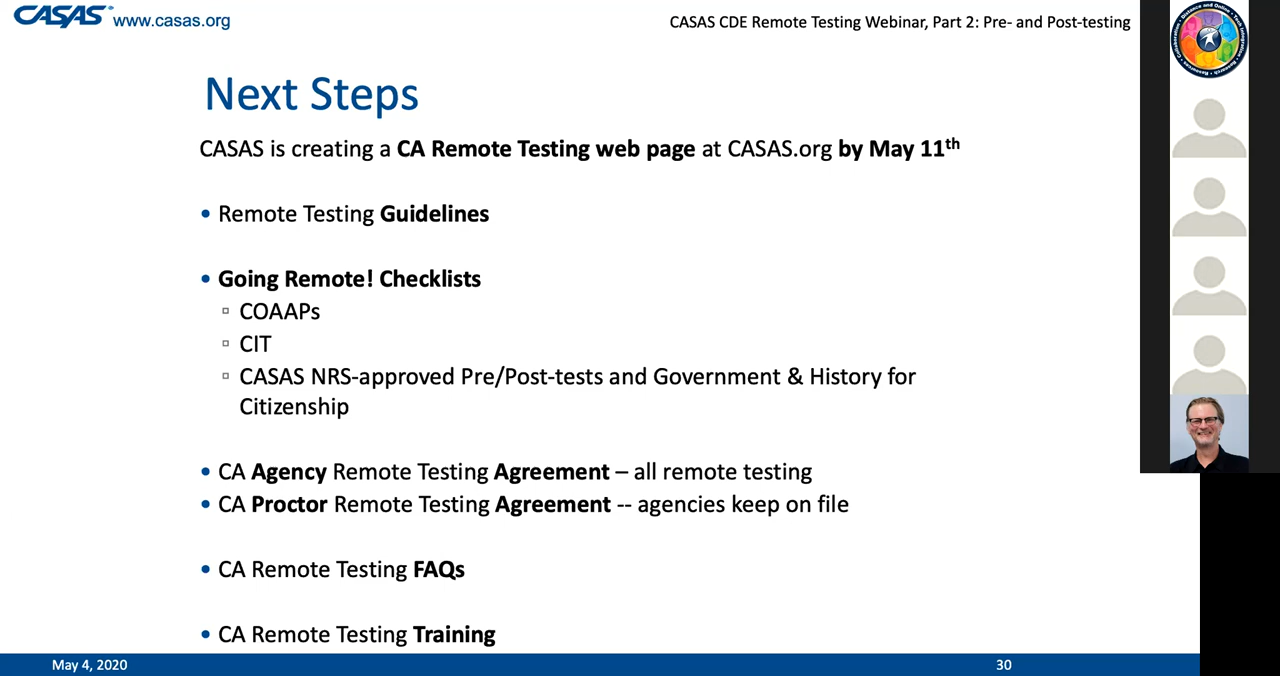 CASAS www.casas.org
CASAS CDE Remote Testing Webinar, Part 2: Pre- and Post-testing
Next Steps
CASAS is creating a CA Remote Testing web page at CASAS.org by May 11th
• Remote Testing Guidelines
• Going Remote! Checklists
▫ COAAPs
▫ CIT
▫ CASAS NRS-approved Pre/Post-tests and Government & History for
Citizenship
• CA Agency Remote Testing Agreement – all remote testing
• CA Proctor Remote Testing Agreement -- agencies keep on file
• CA Remote Testing FAQs
• CA Remote Testing Training
May 4, 2020
30